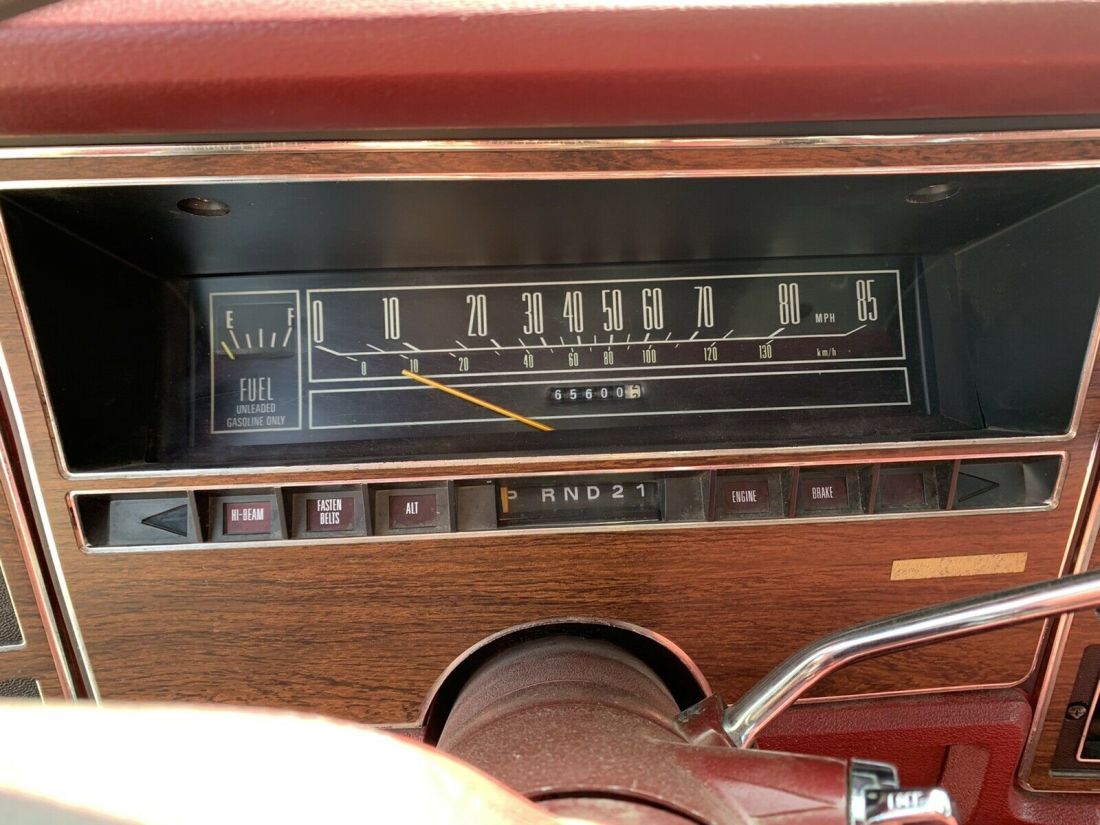 E F
FUEL
UNLEADED
GASOLINE ONLY
0 10 20 30 40 50 60 70 80 MPH 85
0 10 20 40 60 80 100 120 130 km/h
65600
HI-BEAM
FASTEN
BELTS
ALT
P RND21
ENGINE
BRAKE